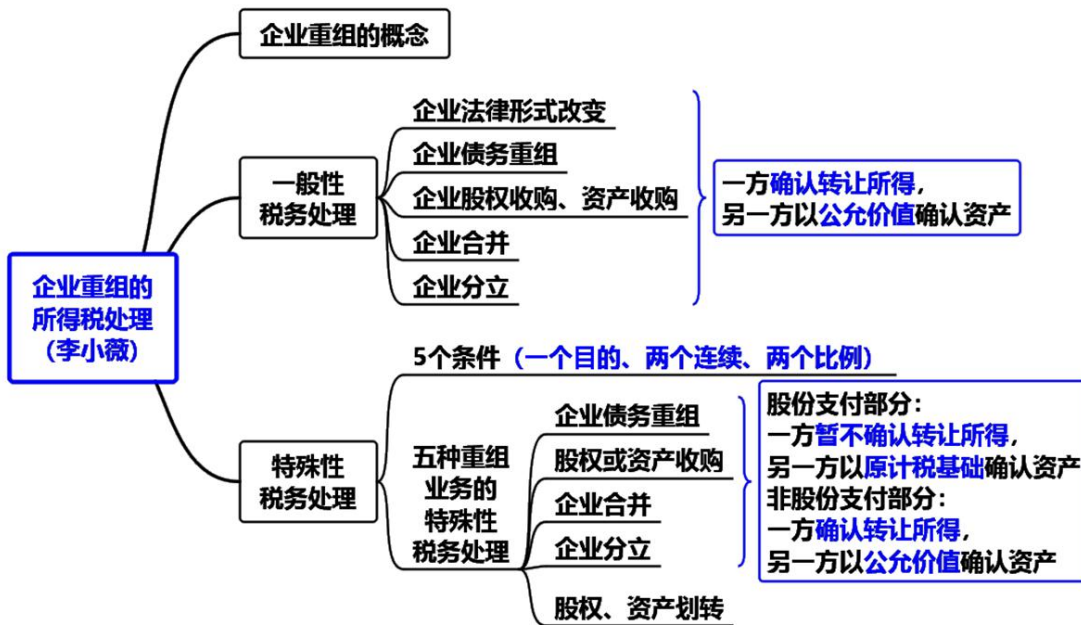 企业重组的概念
企业重组的
所得税处理
（李小薇）
一般性
税务处理
企业法律形式改变
企业债务重组
企业股权收购、资产收购
企业合并
企业分立
一方确认转让所得，
另一方以公允价值确认资产
特殊性
税务处理
5个条件（一个目的、两个连续、两个比例）
五种重组
业务的
特殊性
税务处理
企业债务重组
股权或资产收购
企业合并
企业分立
股权、资产划转
股份支付部分：
一方暂不确认转让所得，
另一方以原计税基础确认资产
非股份支付部分：
一方确认转让所得，
另一方以公允价值确认资产